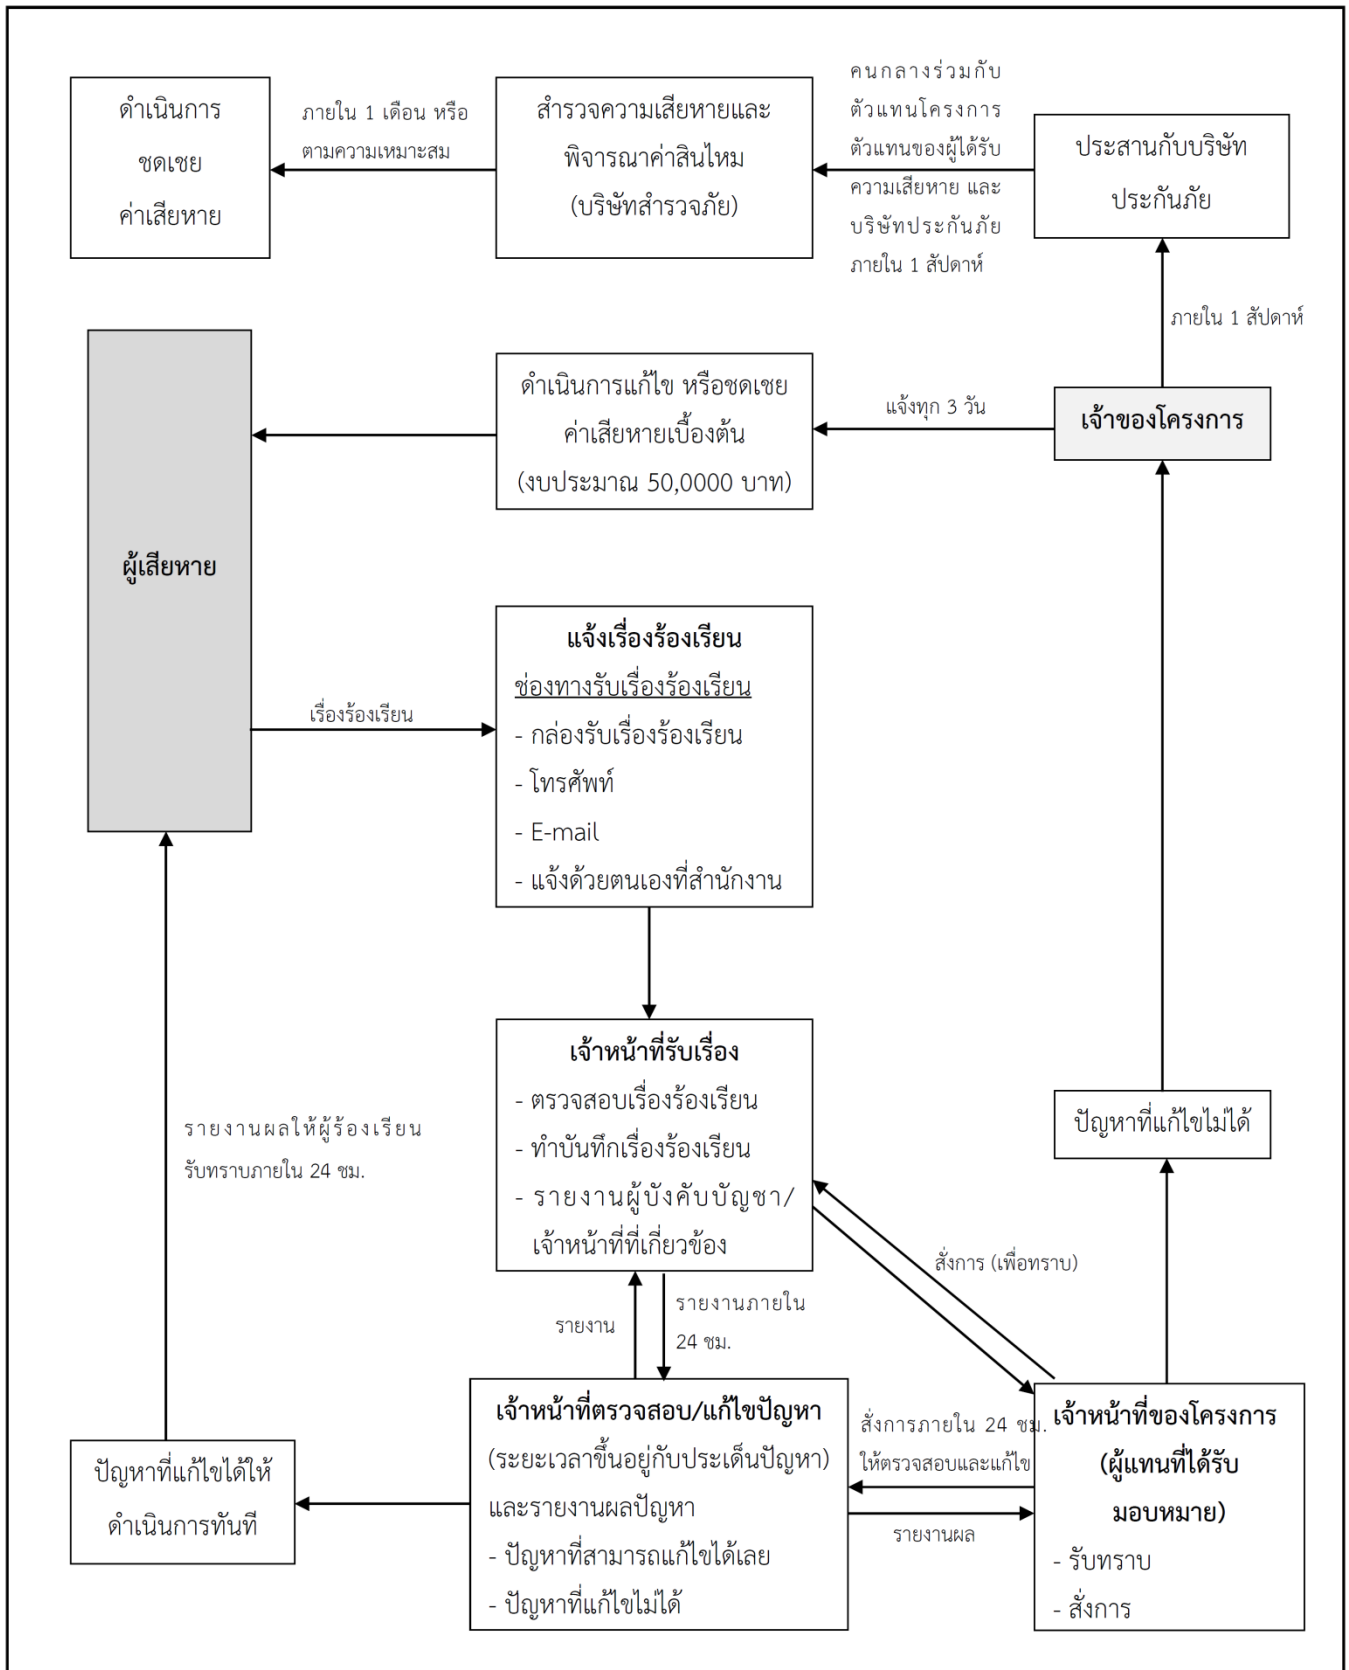 ดำเนินการ
ชดเชย
ค่าเสียหาย
ภายใน 1 เดือน หรือ
ตามความเหมาะสม
สำรวจความเสียหายและ
พิจารณาค่าสินไหม
(บริษัทสำรวจภัย)
คนกลางร่วมกับ
ตัวแทนโครงการ
ตัวแทนของผู้ได้รับ
ความเสียหาย และ
บริษัทประกันภัย
ภายใน 1 สัปดาห์
ประสานกับบริษัท
ประกันภัย
ภายใน 1 สัปดาห์
ผู้เสียหาย
ดำเนินการแก้ไข หรือชดเชย
ค่าเสียหายเบื้องต้น
(งบประมาณ 50,0000 บาท)
แจ้งทุก 3 วัน
เจ้าของโครงการ
เรื่องร้องเรียน
แจ้งเรื่องร้องเรียน
ช่องทางรับเรื่องร้องเรียน
- กล่องรับเรื่องร้องเรียน
- โทรศัพท์
- E-mail
- แจ้งด้วยตนเองที่สำนักงาน
เจ้าหน้าที่รับเรื่อง
- ตรวจสอบเรื่องร้องเรียน
- ทำบันทึกเรื่องร้องเรียน
- รายงานผู้บังคับบัญชา/
เจ้าหน้าที่ที่เกี่ยวข้อง
รายงานผลให้ผู้ร้องเรียน
รับทราบภายใน 24 ชม.
ปัญหาที่แก้ไขไม่ได้
สั่งการ (เพื่อทราบ)
รายงาน
รายงานภายใน
24 ชม.
ปัญหาที่แก้ไขได้ให้
ดำเนินการทันที
เจ้าหน้าที่ตรวจสอบ/แก้ไขปัญหา
(ระยะเวลาขึ้นอยู่กับประเด็นปัญหา)
และรายงานผลปัญหา
- ปัญหาที่สามารถแก้ไขได้เลย
- ปัญหาที่แก้ไขไม่ได้
สั่งการภายใน 24 ชม.
ให้ตรวจสอบและแก้ไข
รายงานผล
เจ้าหน้าที่ของโครงการ
(ผู้แทนที่ได้รับ
มอบหมาย)
- รับทราบ
- สั่งการ